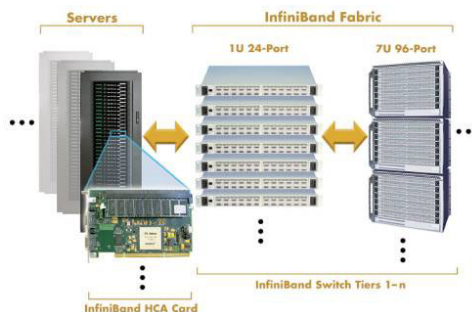 Servers
InfiniBand Fabric
1U 24-Port
7U 96-Port
InfiniBand Switch Tiers 1–n
InfiniBand HCA Card